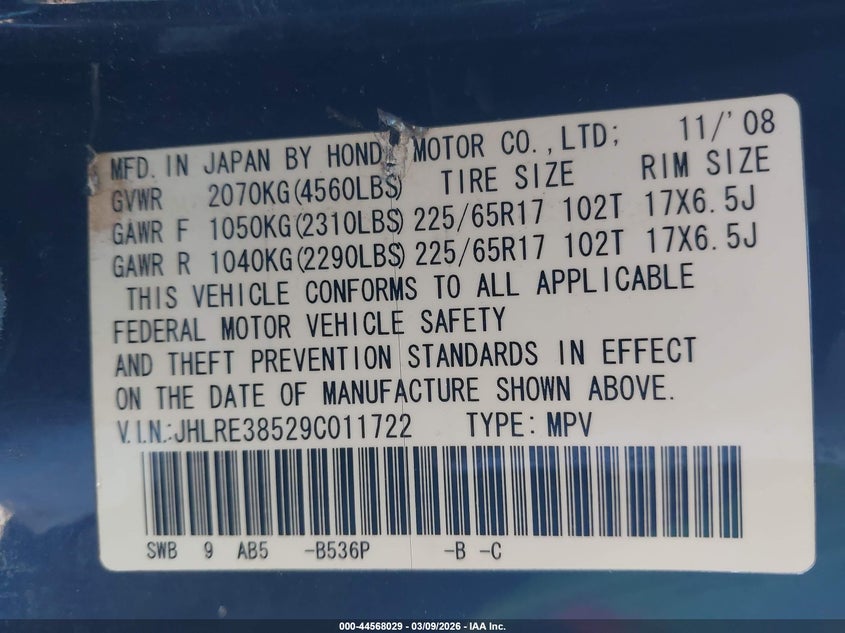 MFD. IN JAPAN BY HOND MOTOR CO.,LTD; 11/'08
GVWR 2070KG(4560LBS) TIRE SIZE RIM SIZE
GAWR F 1050KG(2310LBS) 225/65R17 102T 17X6.5J
GAWR R 1040KG(2290LBS) 225/65R17 102T 17X6.5J
THIS VEHICLE CONFORMS TO ALL APPLICABLE
FEDERAL MOTOR VEHICLE SAFETY
AND THEFT PREVENTION STANDARDS IN EFFECT
ON THE DATE OF MANUFACTURE SHOWN ABOVE.
V.I.N.:JHLRE38529C011722 TYPE: MPV
SWB 9 AB5 -B536P -B -C
000-44568029 - 03/09/2026 - IAA Inc.